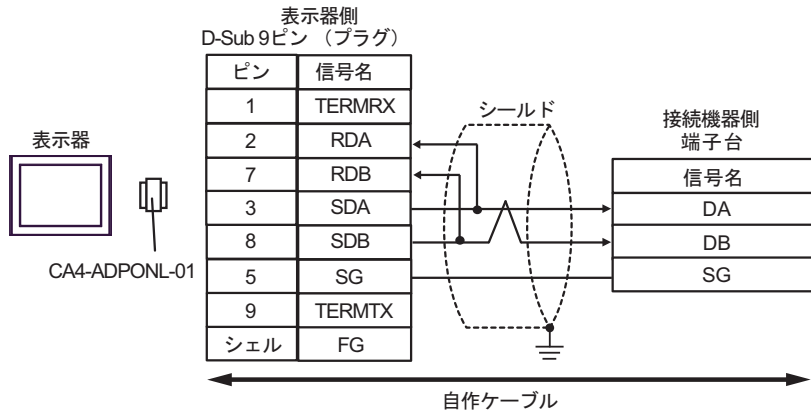 表示器側
D-Sub 9ピン （プラグ）
ピン 信号名
1 TERMRX
2 RDA
7 RDB
3 SDA
8 SDB
5 SG
9 TERMTX
シェル FG
表示器
CA4-ADPONL-01
シールド
接続機器側
端子台
信号名
DA
DB
SG
自作ケーブル